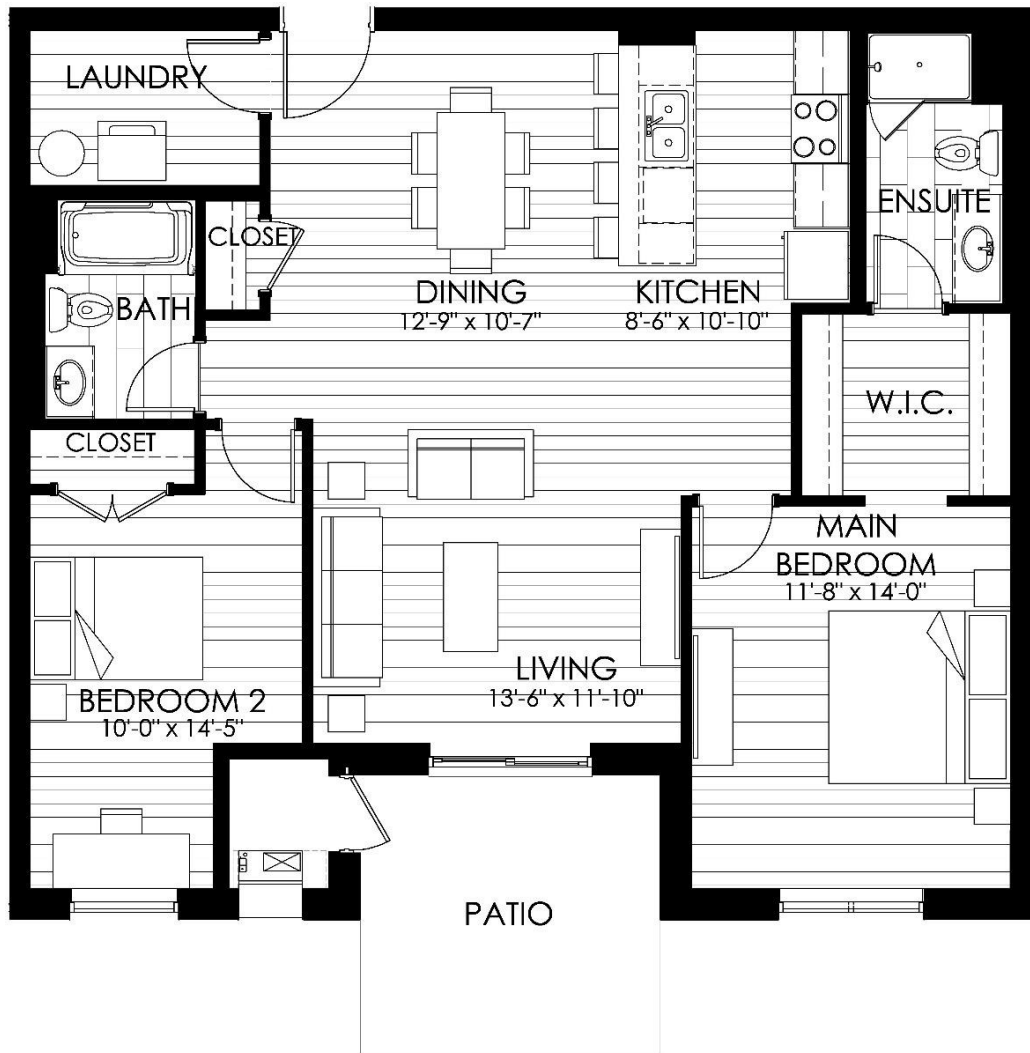 LAUNDRY
ENSUITE
CLOSET
DINING
12'-9" x 10'-7"
KITCHEN
8'-6" x 10'-10"
BATH
W.I.C.
CLOSET
MAIN
BEDROOM
11'-8" x 14'-0"
LIVING
13'-6" x 11'-10"
BEDROOM 2
10'-0" x 14'-5"
PATIO